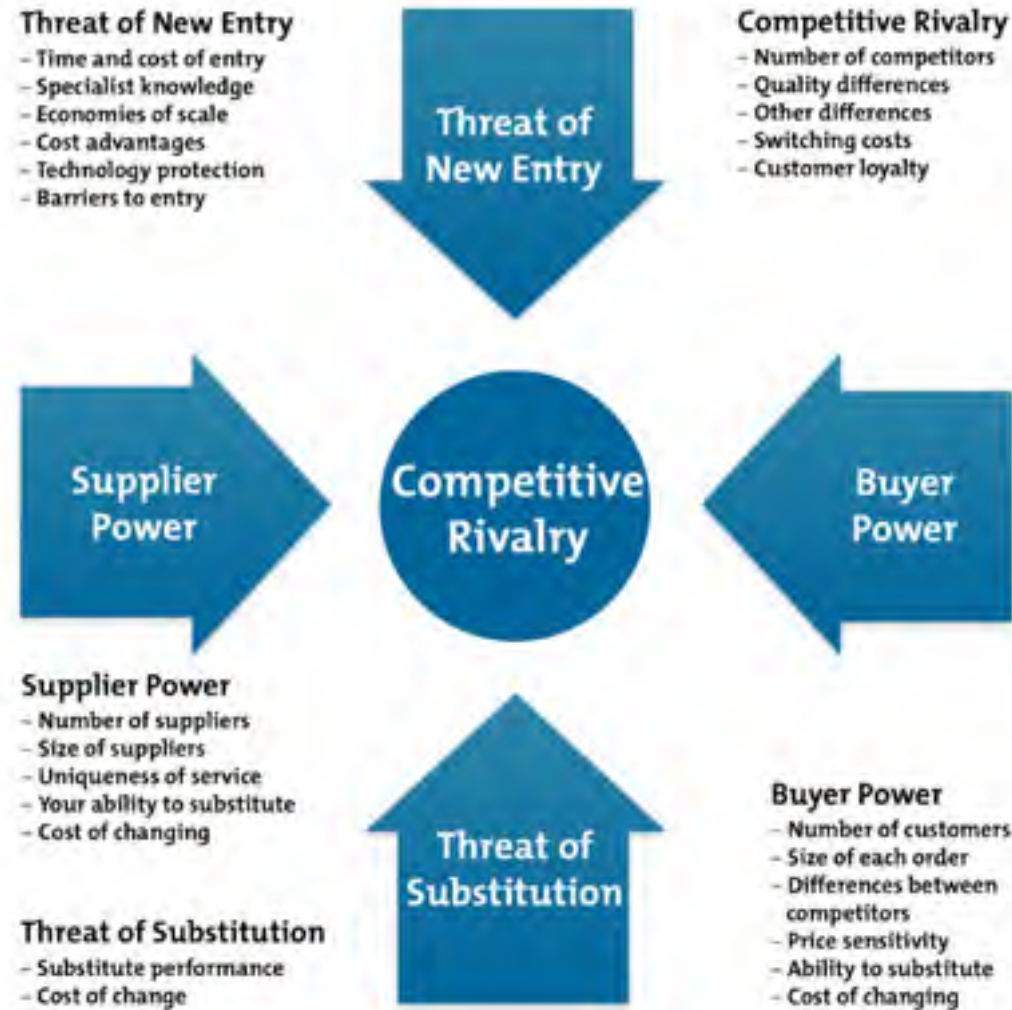 Threat of New Entry
- Time and cost of entry
- Specialist knowledge
- Economies of scale
- Cost advantages
- Technology protection
- Barriers to entry
Threat of
New Entry
Competitive Rivalry
- Number of competitors
- Quality differences
- Other differences
- Switching costs
- Customer loyalty
Supplier
Power
Competitive
Rivalry
Buyer
Power
Supplier Power
- Number of suppliers
- Size of suppliers
- Uniqueness of service
- Your ability to substitute
- Cost of changing
Threat of Substitution
- Substitute performance
- Cost of change
Threat of
Substitution
Buyer Power
- Number of customers
- Size of each order
- Differences between
competitors
- Price sensitivity
- Ability to substitute
- Cost of changing